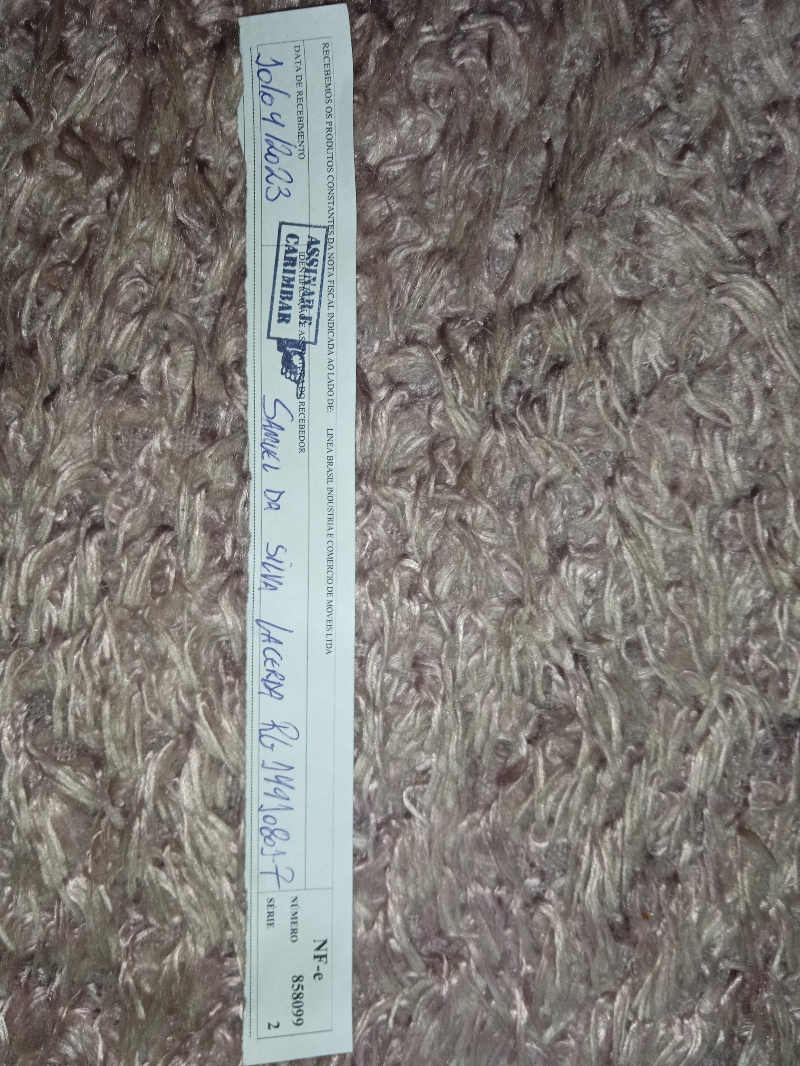 RECEBEMOS OS PRODUTOS CONSTANTES DA NOTA FISCAL INDICADA AO LADO DE: LINEA BRASIL INDUSTRIA E COMERCIO DE MOVEIS LTDA
DATA DE RECEBIMENTO
10/04/2023
IDENTIFICAÇÃO E ASSINATURA DO RECEBEDOR
ASSINAR E
CARIMBAR
SAMUEL DA SILVA LACERDA RG 14910801-7
NF-e
NÚMERO 858099
SÉRIE 2